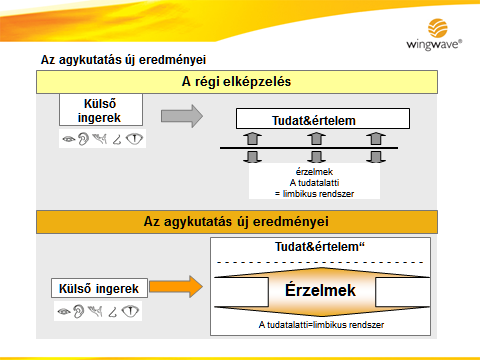 wingwave®
Az agykutatás új eredményei
A régi elképzelés
Külső
ingerek
Tudat&értelem
érzelmek
A tudatalatti
= limbikus rendszer
Az agykutatás új eredményei
Tudat&értelem“
Külső ingerek
Érzelmek
A tudatalatti=limbikus rendszer